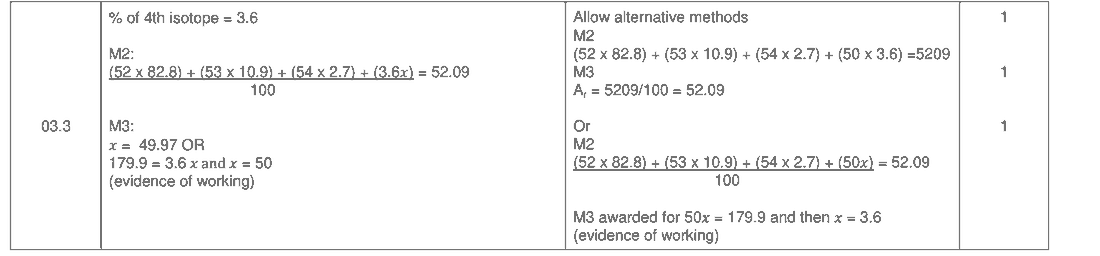 03.3
% of 4th isotope = 3.6
M2:
(52 x 82.8) + (53 x 10.9) + (54 x 2.7) + (3.6x) = 52.09
100
M3:
x = 49.97 OR
179.9 = 3.6 x and x = 50
(evidence of working)
Allow alternative methods
M2
(52 x 82.8) + (53 x 10.9) + (54 x 2.7) + (50 x 3.6) =5209
M3
Aᵣ = 5209/100 = 52.09
Or
M2
(52 x 82.8) + (53 x 10.9) + (54 x 2.7) + (50x) = 52.09
100
M3 awarded for 50x = 179.9 and then x = 3.6
(evidence of working)
1
1
1